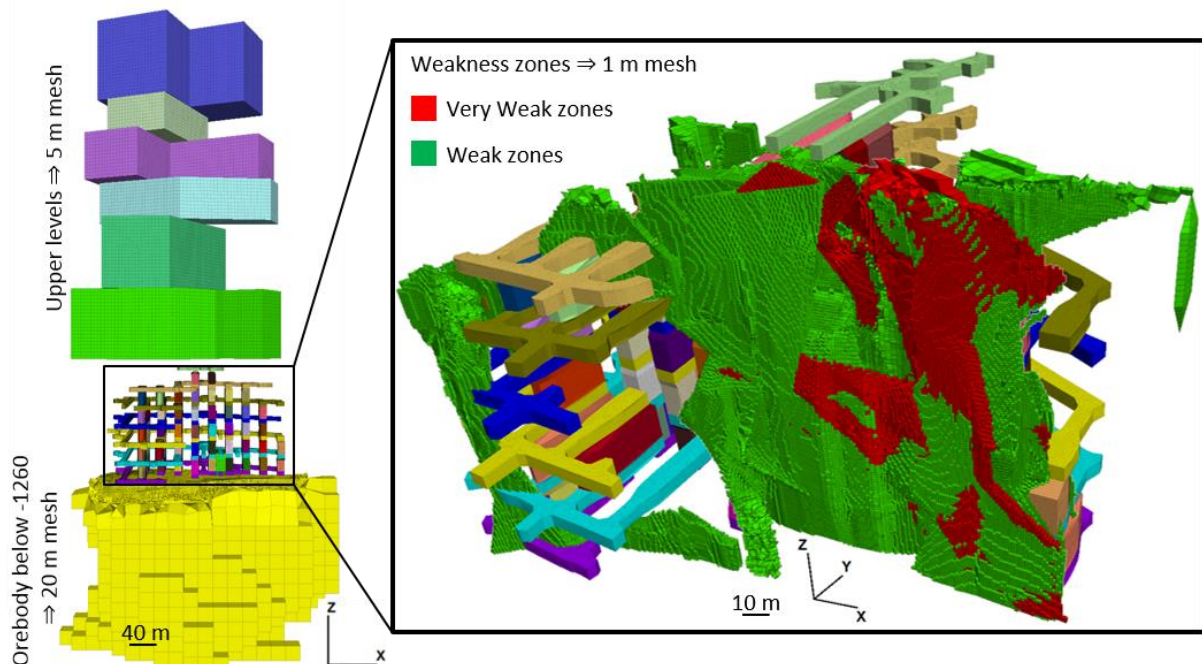 Upper levels ⇒ 5 m mesh
Orebody below -1260
⇒ 20 m mesh
40 m
Z
X
Weakness zones ⇒ 1 m mesh
Very Weak zones
Weak zones
10 m
Z
Y
X